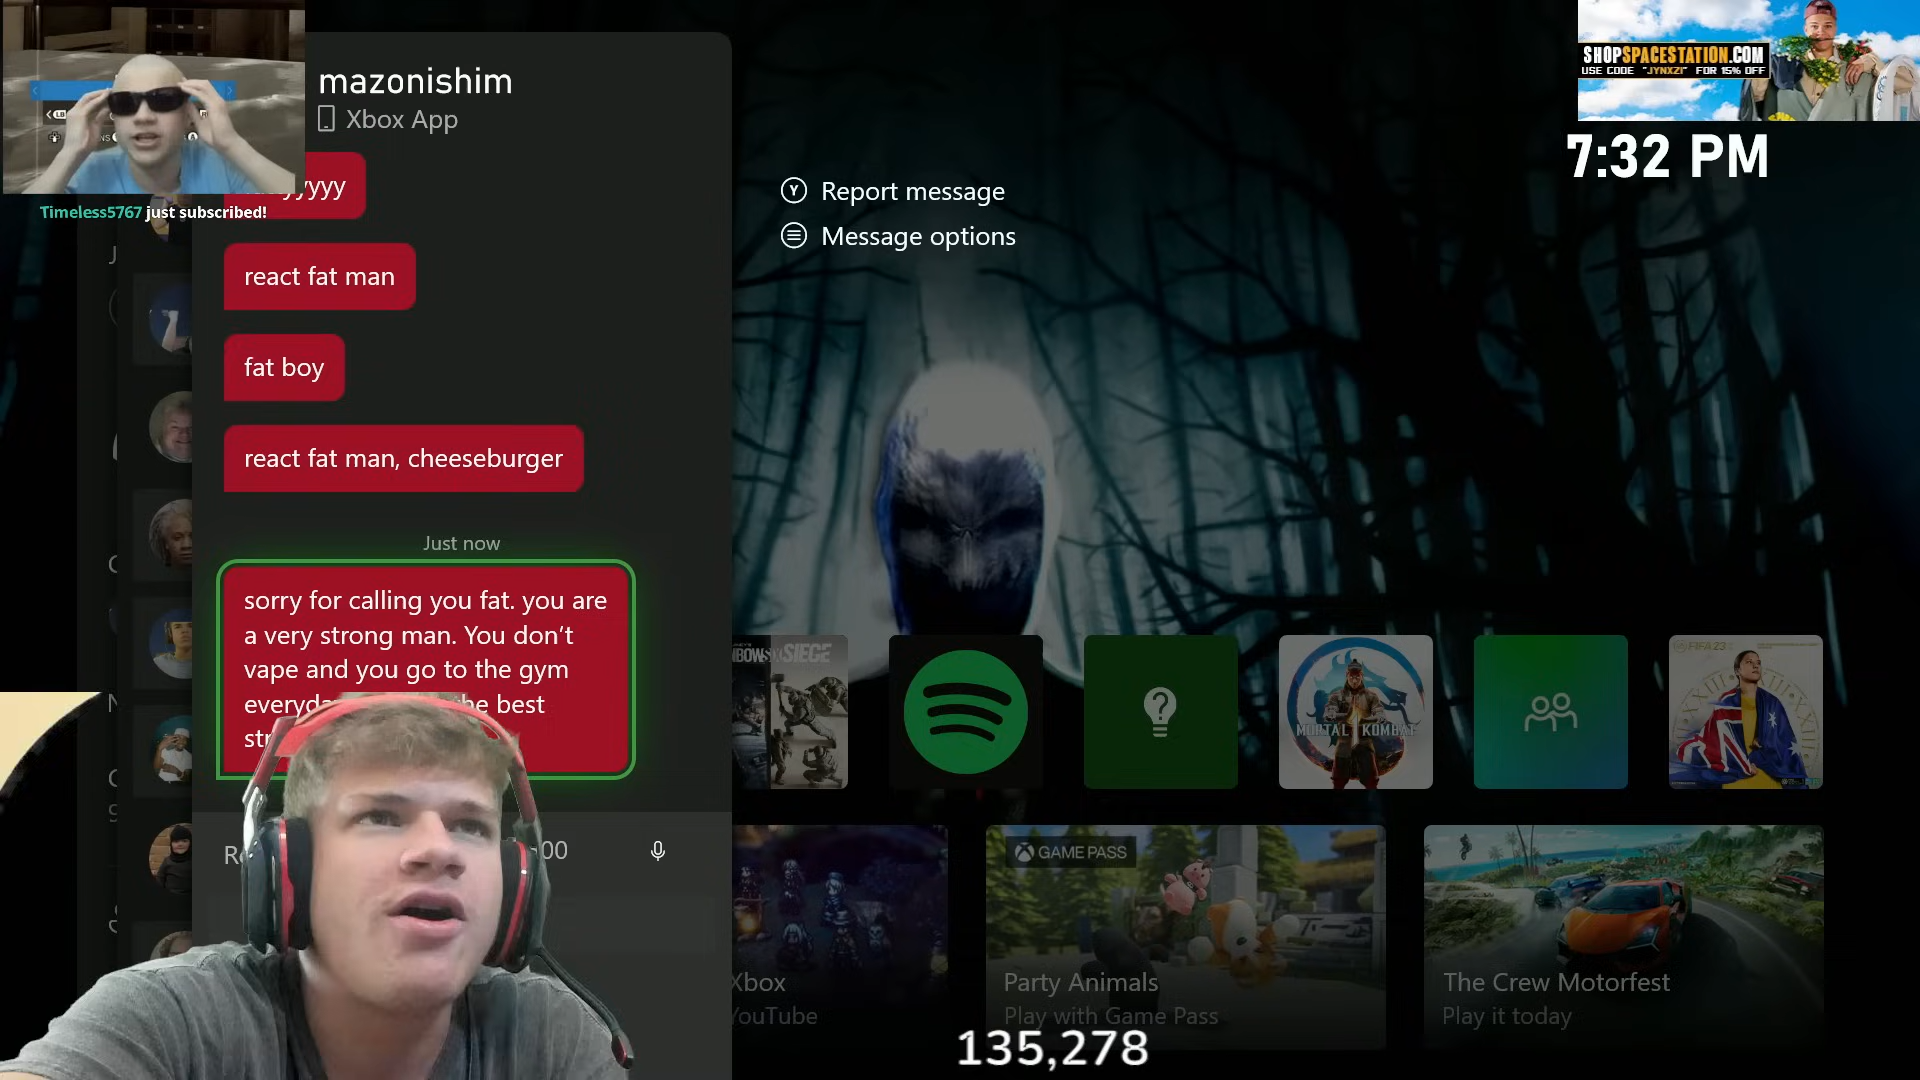 mazonishim
Xbox App
SHOPSPACESTATION.COM
USE CODE "JYNXZI" FOR 15% OFF
7:32 PM
Timeless5767 just subscribed!
Report message
Message options
react fat man
fat boy
react fat man, cheeseburger
Just now
sorry for calling you fat. you are
a very strong man. You don't
vape and you go to the gym
the best
SIEGE
MORTAL KOMBAT
FIFA 23
GAME PASS
Xbox
YouTube
Party Animals
Play with Game Pass
The Crew Motorfest
Play it today
135,278